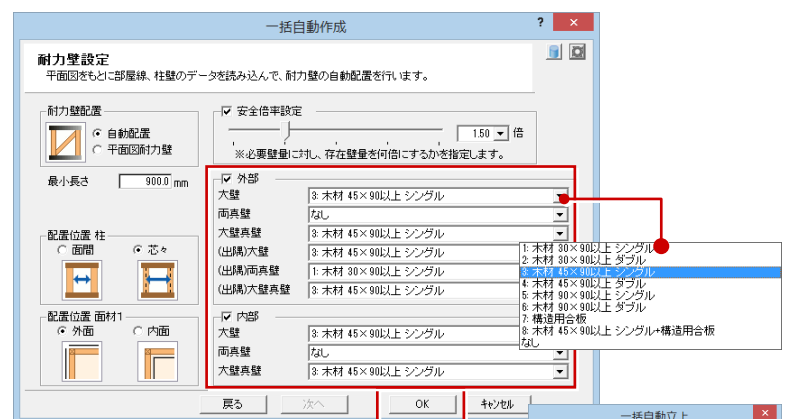 一括自動作成
? ×
耐力壁設定
平面図をもとに部屋線、柱壁のデータを読み込んで、耐力壁の自動配置を行います。
耐力壁配置
自動配置
平面図耐力壁
最小長さ 900.0 mm
配置位置 柱
面間 芯々
配置位置 面材1
外面 内面
安全倍率設定
1.50 倍
※必要壁量に対し、存在壁量を何倍にするかを指定します。
外部
大壁 3: 木材 45×90以上 シングル
両真壁 なし
大壁真壁 3: 木材 45×90以上 シングル
(出隅)大壁 3: 木材 45×90以上 シングル
(出隅)両真壁 1: 木材 30×90以上 シングル
(出隅)大壁真壁 3: 木材 45×90以上 シングル
内部
大壁 3: 木材 45×90以上 シングル
両真壁 なし
大壁真壁 3: 木材 45×90以上 シングル
1: 木材 30×90以上 シングル
2: 木材 30×90以上 ダブル
3: 木材 45×90以上 シングル
4: 木材 45×90以上 ダブル
5: 木材 90×90以上 シングル
6: 木材 90×90以上 ダブル
7: 構造用合板
8: 木材 45×90以上 シングル+構造用合板
なし
戻る 次へ OK キャンセル
一括自動立上 ×